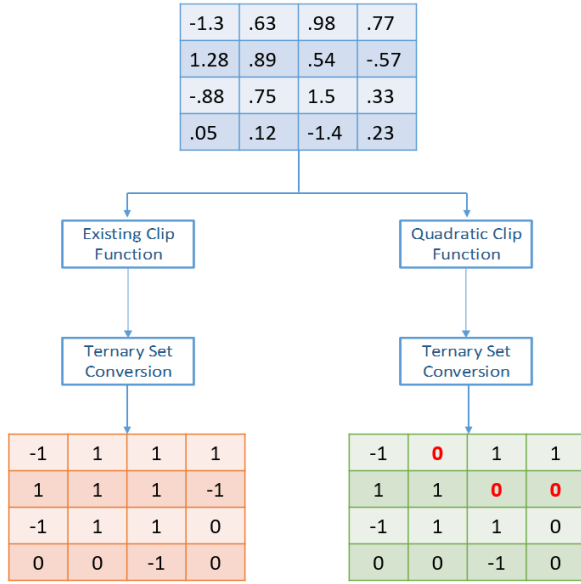 -1.3 .63 .98 .77
1.28 .89 .54 -.57
-.88 .75 1.5 .33
.05 .12 -1.4 .23
Existing Clip
Function
Quadratic Clip
Function
Ternary Set
Conversion
Ternary Set
Conversion
-1 1 1 1
1 1 1 -1
-1 1 1 0
0 0 -1 0
-1 0 1 1
1 1 0 0
-1 1 1 0
0 0 -1 0